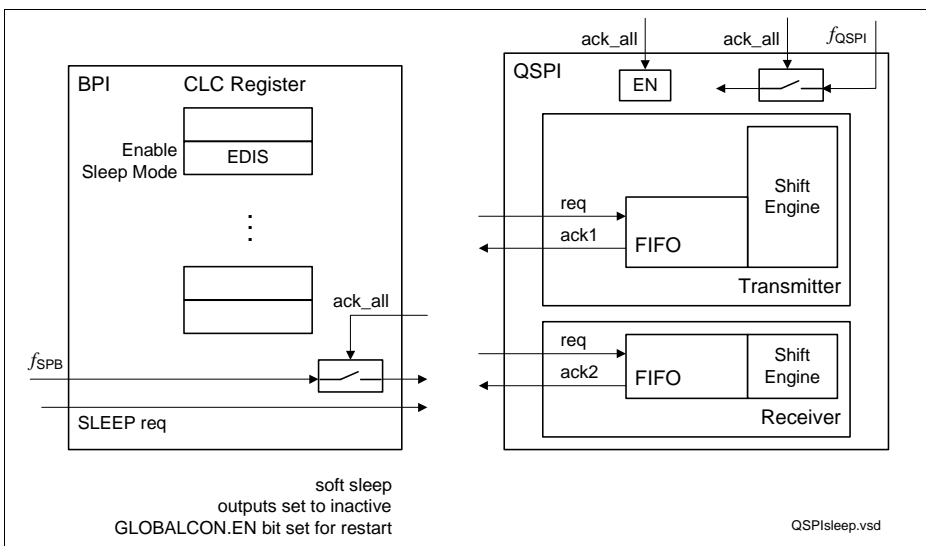 BPI
CLC Register
Enable
Sleep Mode
EDIS
ack_all
fSPB
SLEEP req
soft sleep
outputs set to inactive
GLOBALCON.EN bit set for restart
ack_all
ack_all
fQSPI
QSPI
EN
req
ack1
FIFO
Shift
Engine
Transmitter
req
ack2
FIFO
Shift
Engine
Receiver
QSPIsleep.vsd